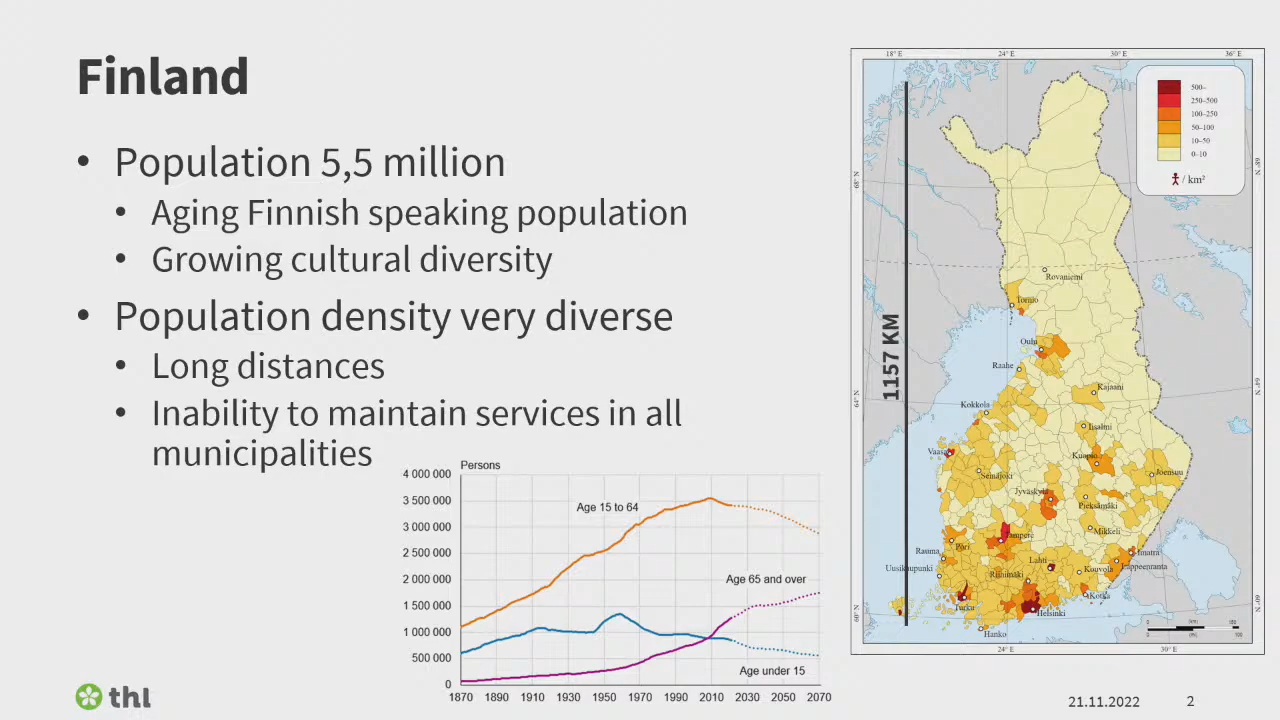 Finland
• Population 5,5 million
• Aging Finnish speaking population
• Growing cultural diversity
• Population density very diverse
• Long distances
• Inability to maintain services in all
municipalities
Persons
4 000 000
3 500 000
3 000 000
2 500 000
2 000 000
1 500 000
1 000 000
500 000
0
Age 15 to 64
Age 65 and over
Age under 15
1870 1890 1910 1930 1950 1970 1990 2010 2030 2050 2070
18° E 24° E 30° E 36° E
500–
250–500
100–250
50–100
10–50
0–10
/ km²
68° N
68° N
1157 KM
Rovaniemi
Tornio
Oulu
Raahe
64° N
64° N
Kajaani
Kokkola
Iisalmi
Vaasa
Kuopio
Seinäjoki
Joensuu
Jyväskylä
Pieksämäki
Mikkeli
Tampere
Pori
Rauma
Imatra
Lahti
Lappeenranta
Uusikaupunki
Riihimäki
Kouvola
Kotka
Turku
Helsinki
Hanko
60° N
60° N
24° E 30° E
thl
21.11.2022
2